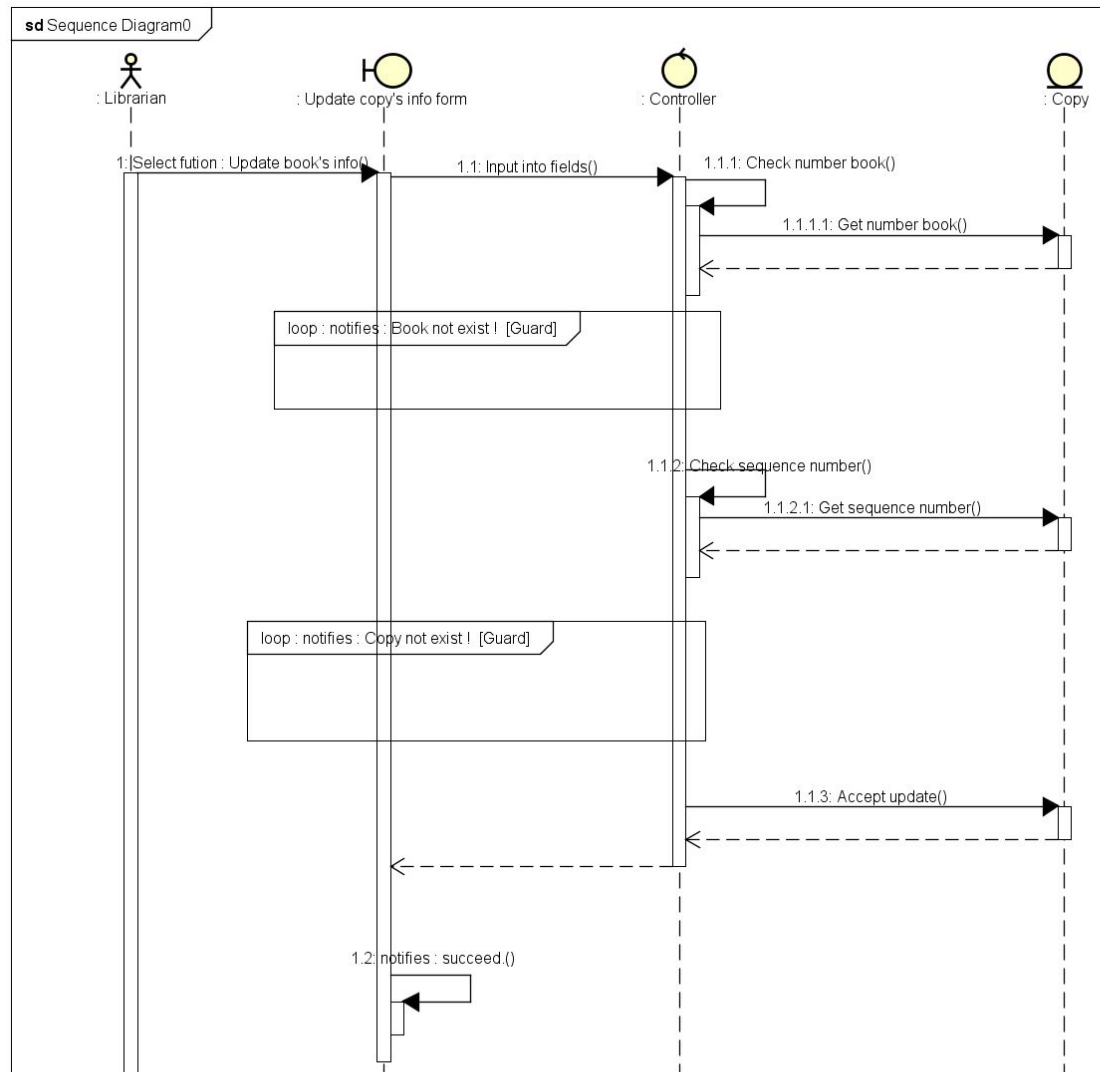 sd Sequence Diagram0
: Librarian
: Update copy's info form
: Controller
: Copy
1: Select fution : Update book's info()
1.1: Input into fields()
1.1.1: Check number book()
1.1.1.1: Get number book()
loop : notifies : Book not exist ! [Guard]
1.1.2: Check sequence number()
1.1.2.1: Get sequence number()
loop : notifies : Copy not exist ! [Guard]
1.1.3: Accept update()
1.2: notifies : succeed.()